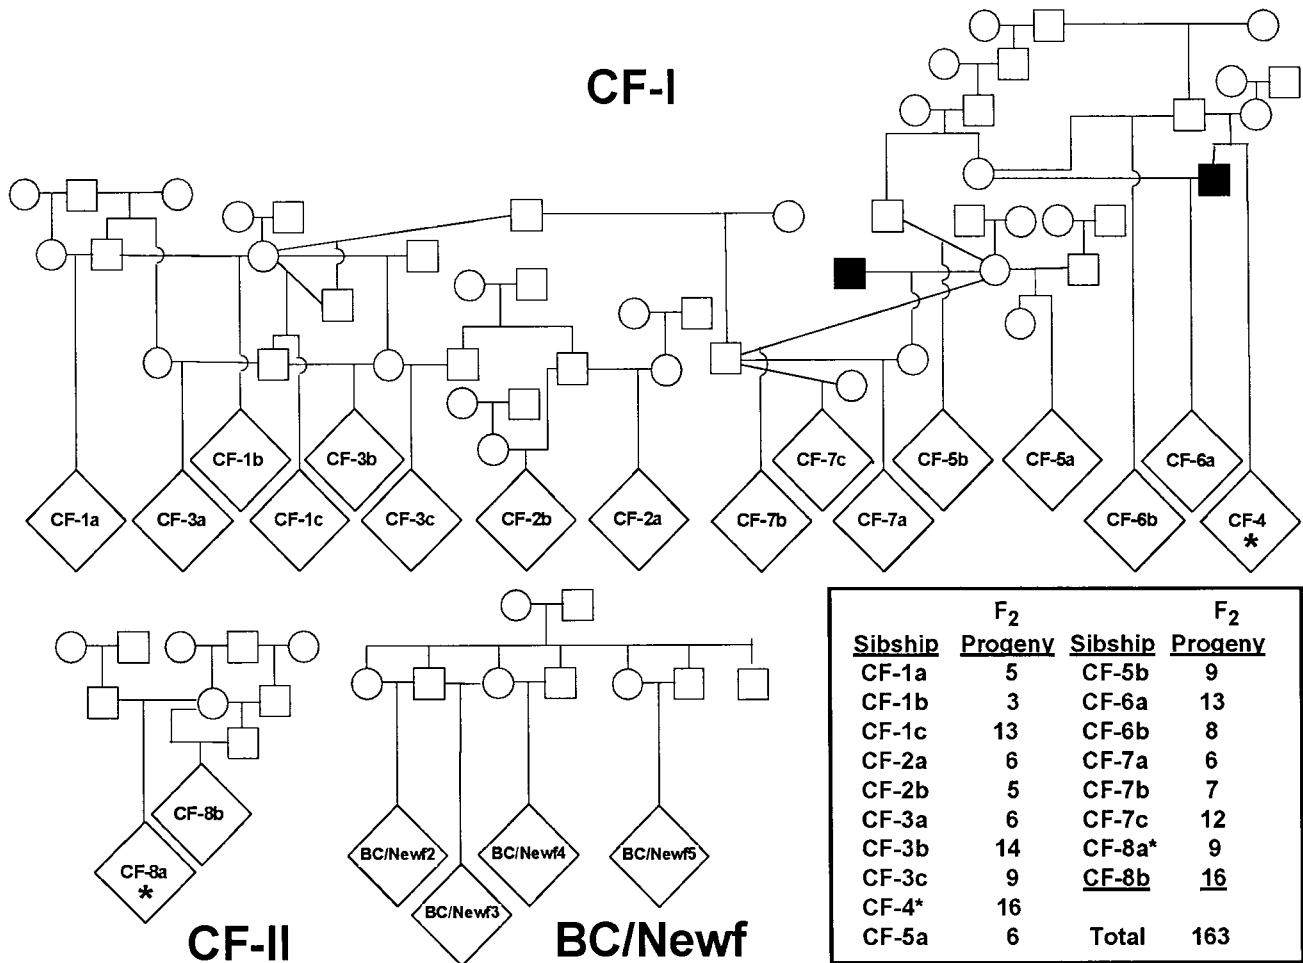 CF-I
CF-1b
CF-3b
CF-7c
CF-5b
CF-5a
CF-6a
CF-1a
CF-3a
CF-1c
CF-3c
CF-2b
CF-2a
CF-7b
CF-7a
CF-6b
CF-4
*
CF-8b
CF-8a
*
CF-II
BC/Newf2
BC/Newf4
BC/Newf5
BC/Newf3
BC/Newf
F2 F2
Sibship Progeny Sibship Progeny
CF-1a 5 CF-5b 9
CF-1b 3 CF-6a 13
CF-1c 13 CF-6b 8
CF-2a 6 CF-7a 6
CF-2b 5 CF-7b 7
CF-3a 6 CF-7c 12
CF-3b 14 CF-8a* 9
CF-3c 9 CF-8b 16
CF-4* 16
CF-5a 6 Total 163